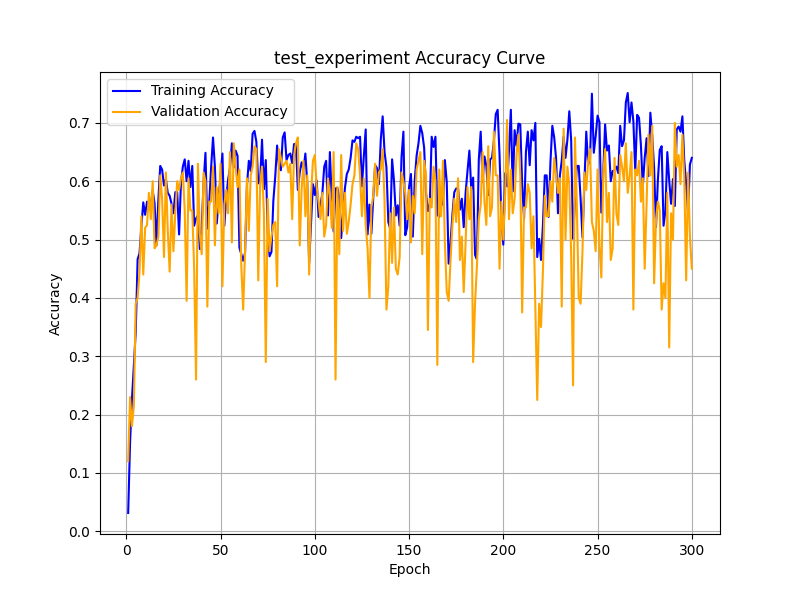 test_experiment Accuracy Curve
Training Accuracy
Validation Accuracy
Accuracy
0.7
0.6
0.5
0.4
0.3
0.2
0.1
0.0
0 50 100 150 200 250 300
Epoch